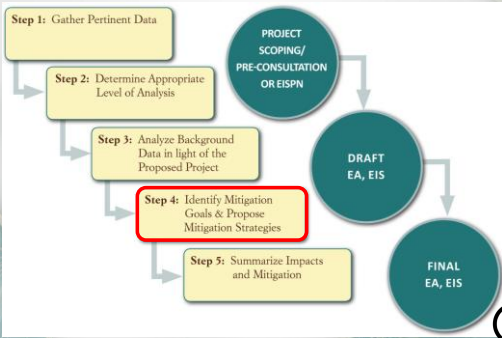 Step 1: Gather Pertinent Data
Step 2: Determine Appropriate
Level of Analysis
Step 3: Analyze Background
Data in light of the
Proposed Project
Step 4: Identify Mitigation
Goals & Propose
Mitigation Strategies
Step 5: Summarize Impacts
and Mitigation
PROJECT
SCOPING/
PRE-CONSULTATION
OR EISPN
DRAFT
EA, EIS
FINAL
EA, EIS